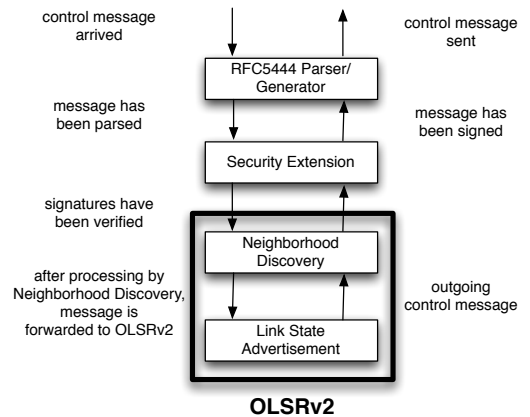 control message
arrived
control message
sent
RFC5444 Parser/
Generator
message has
been parsed
message has
been signed
Security Extension
signatures have
been verified
Neighborhood
Discovery
after processing by
Neighborhood Discovery,
message is
forwarded to OLSRv2
outgoing
control message
Link State
Advertisement
OLSRv2